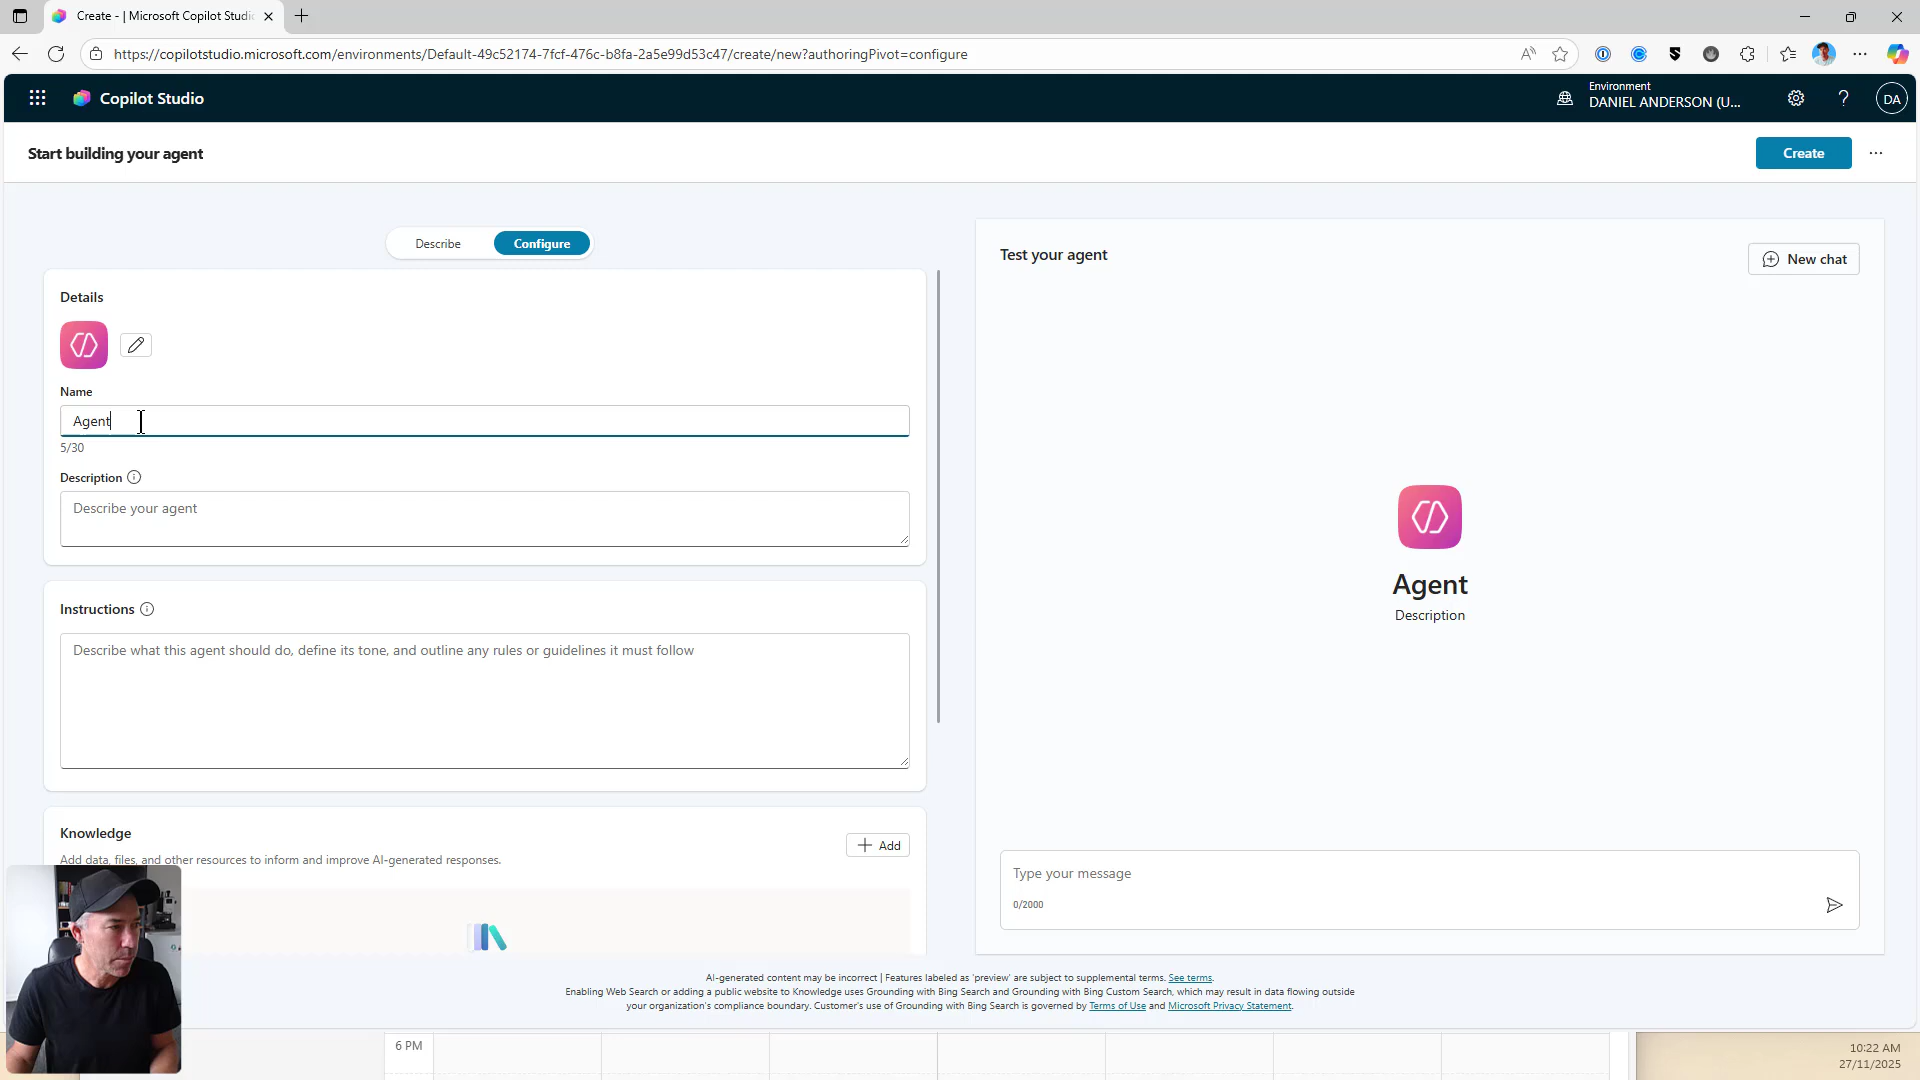 Create - | Microsoft Copilot Studio
https://copilotstudio.microsoft.com/environments/Default-49c52174-7fcf-476c-b8fa-2a5e99d53c47/create/new?authoringPivot=configure
Copilot Studio
Environment
DANIEL ANDERSON (U...
DA
Start building your agent
Create
Describe
Configure
Details
Name
Agent
5/30
Description
Describe your agent
Instructions
Describe what this agent should do, define its tone, and outline any rules or guidelines it must follow
Knowledge
Add data, files, and other resources to inform and improve AI-generated responses.
Add
Test your agent
New chat
Agent
Description
Type your message
0/2000
AI-generated content may be incorrect | Features labeled as 'preview' are subject to supplemental terms. See terms.
Enabling Web Search or adding a public website to Knowledge uses Grounding with Bing Search and Grounding with Bing Custom Search, which may result in data flowing outside
your organization's compliance boundary. Customer's use of Grounding with Bing Search is governed by Terms of Use and Microsoft Privacy Statement.
6 PM
10:22 AM
27/11/2025